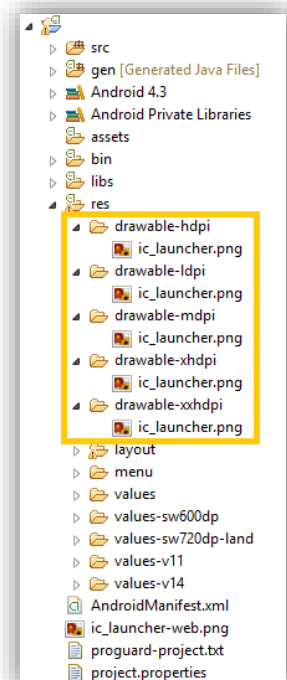 src
gen [Generated Java Files]
Android 4.3
Android Private Libraries
assets
bin
libs
res
drawable-hdpi
ic_launcher.png
drawable-ldpi
ic_launcher.png
drawable-mdpi
ic_launcher.png
drawable-xhdpi
ic_launcher.png
drawable-xxhdpi
ic_launcher.png
layout
menu
values
values-sw600dp
values-sw720dp-land
values-v11
values-v14
AndroidManifest.xml
ic_launcher-web.png
proguard-project.txt
project.properties